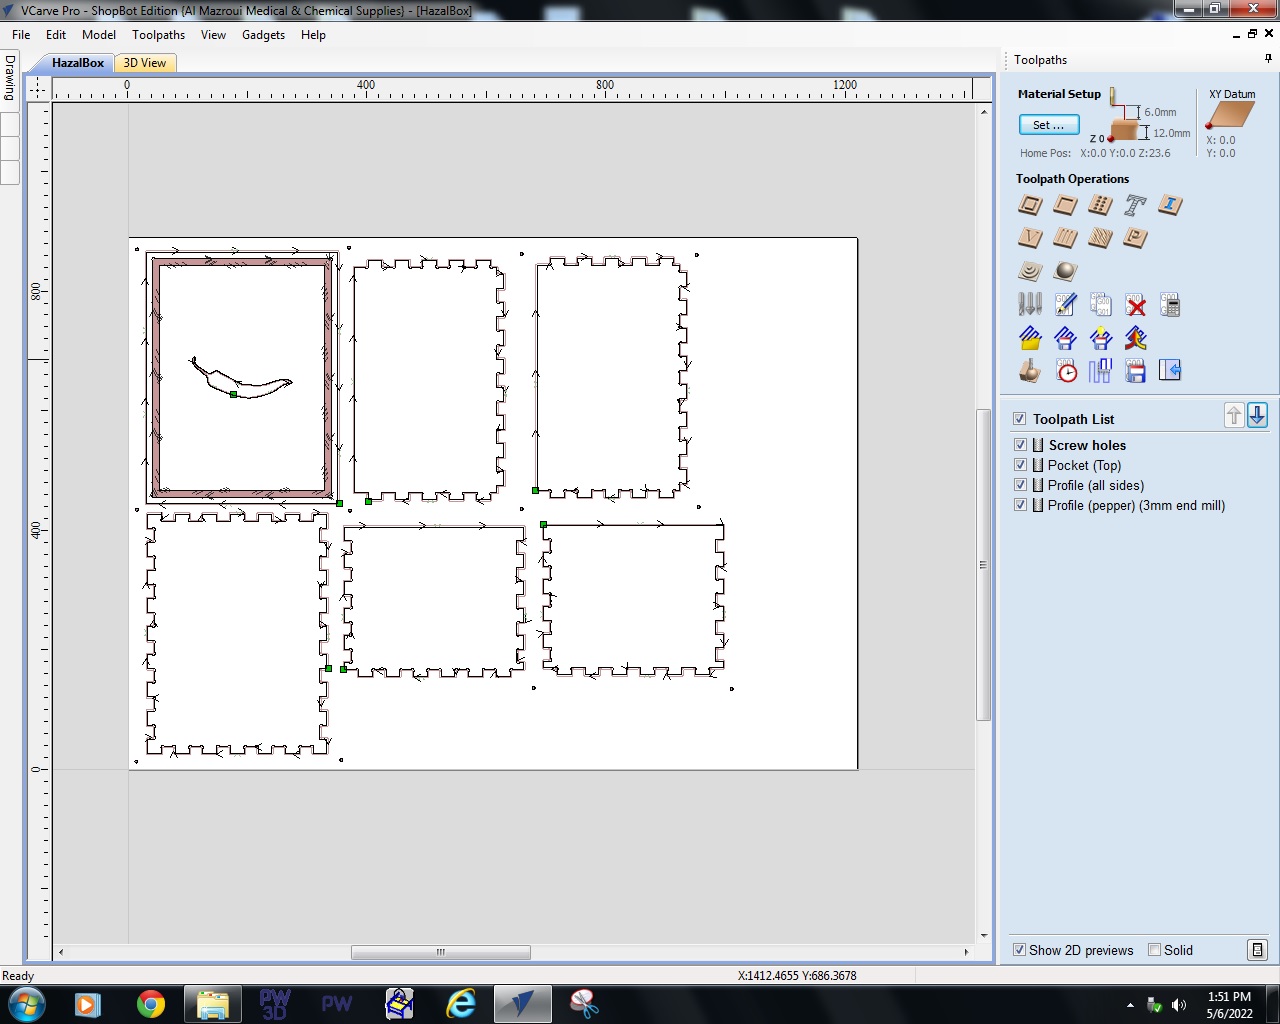 VCarve Pro - ShopBot Edition {Al Mazroui Medical & Chemical Supplies} - [HazalBox]
File Edit Model Toolpaths View Gadgets Help
Drawing
HazalBox 3D View
0 400 800 1200
800
400
0
Toolpaths
Material Setup
Set ...
6.0mm
12.0mm
Z 0
Home Pos: X:0.0 Y:0.0 Z:23.6
XY Datum
X: 0.0
Y: 0.0
Toolpath Operations
Toolpath List
Screw holes
Pocket (Top)
Profile (all sides)
Profile (pepper) (3mm end mill)
Show 2D previews Solid
Ready
X:1412.4655 Y:686.3678
PW
3D
PW
1:51 PM
5/6/2022